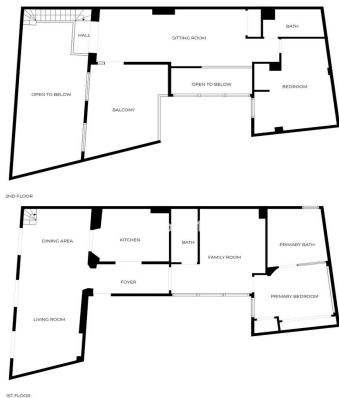 BATH
HALL
SITTING ROOM
OPEN TO BELOW
BEDROOM
OPEN TO BELOW
BALCONY
2ND FLOOR
DINING AREA
KITCHEN
BATH
FAMILY ROOM
PRIMARY BATH
FOYER
PRIMARY BEDROOM
LIVING ROOM
1ST FLOOR